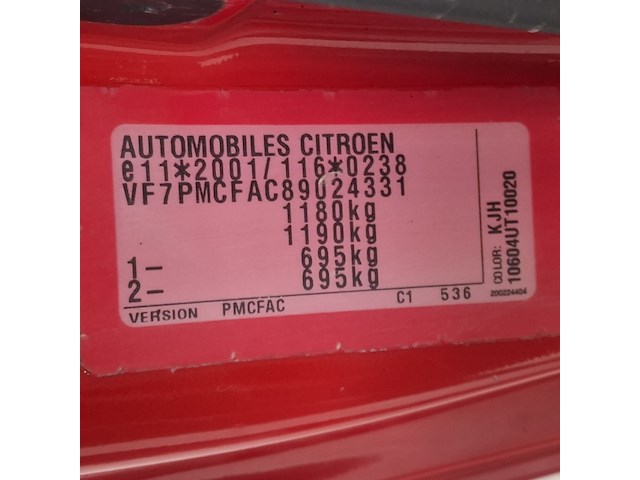 AUTOMOBILES CITROEN
e11*2001/116*0238
VF7PMCFAC89024331
1180kg
1190kg
1- 695kg
2- 695kg
VERSION PMCFAC C1 536
COLOR: KJH
10604UT10020
200224404